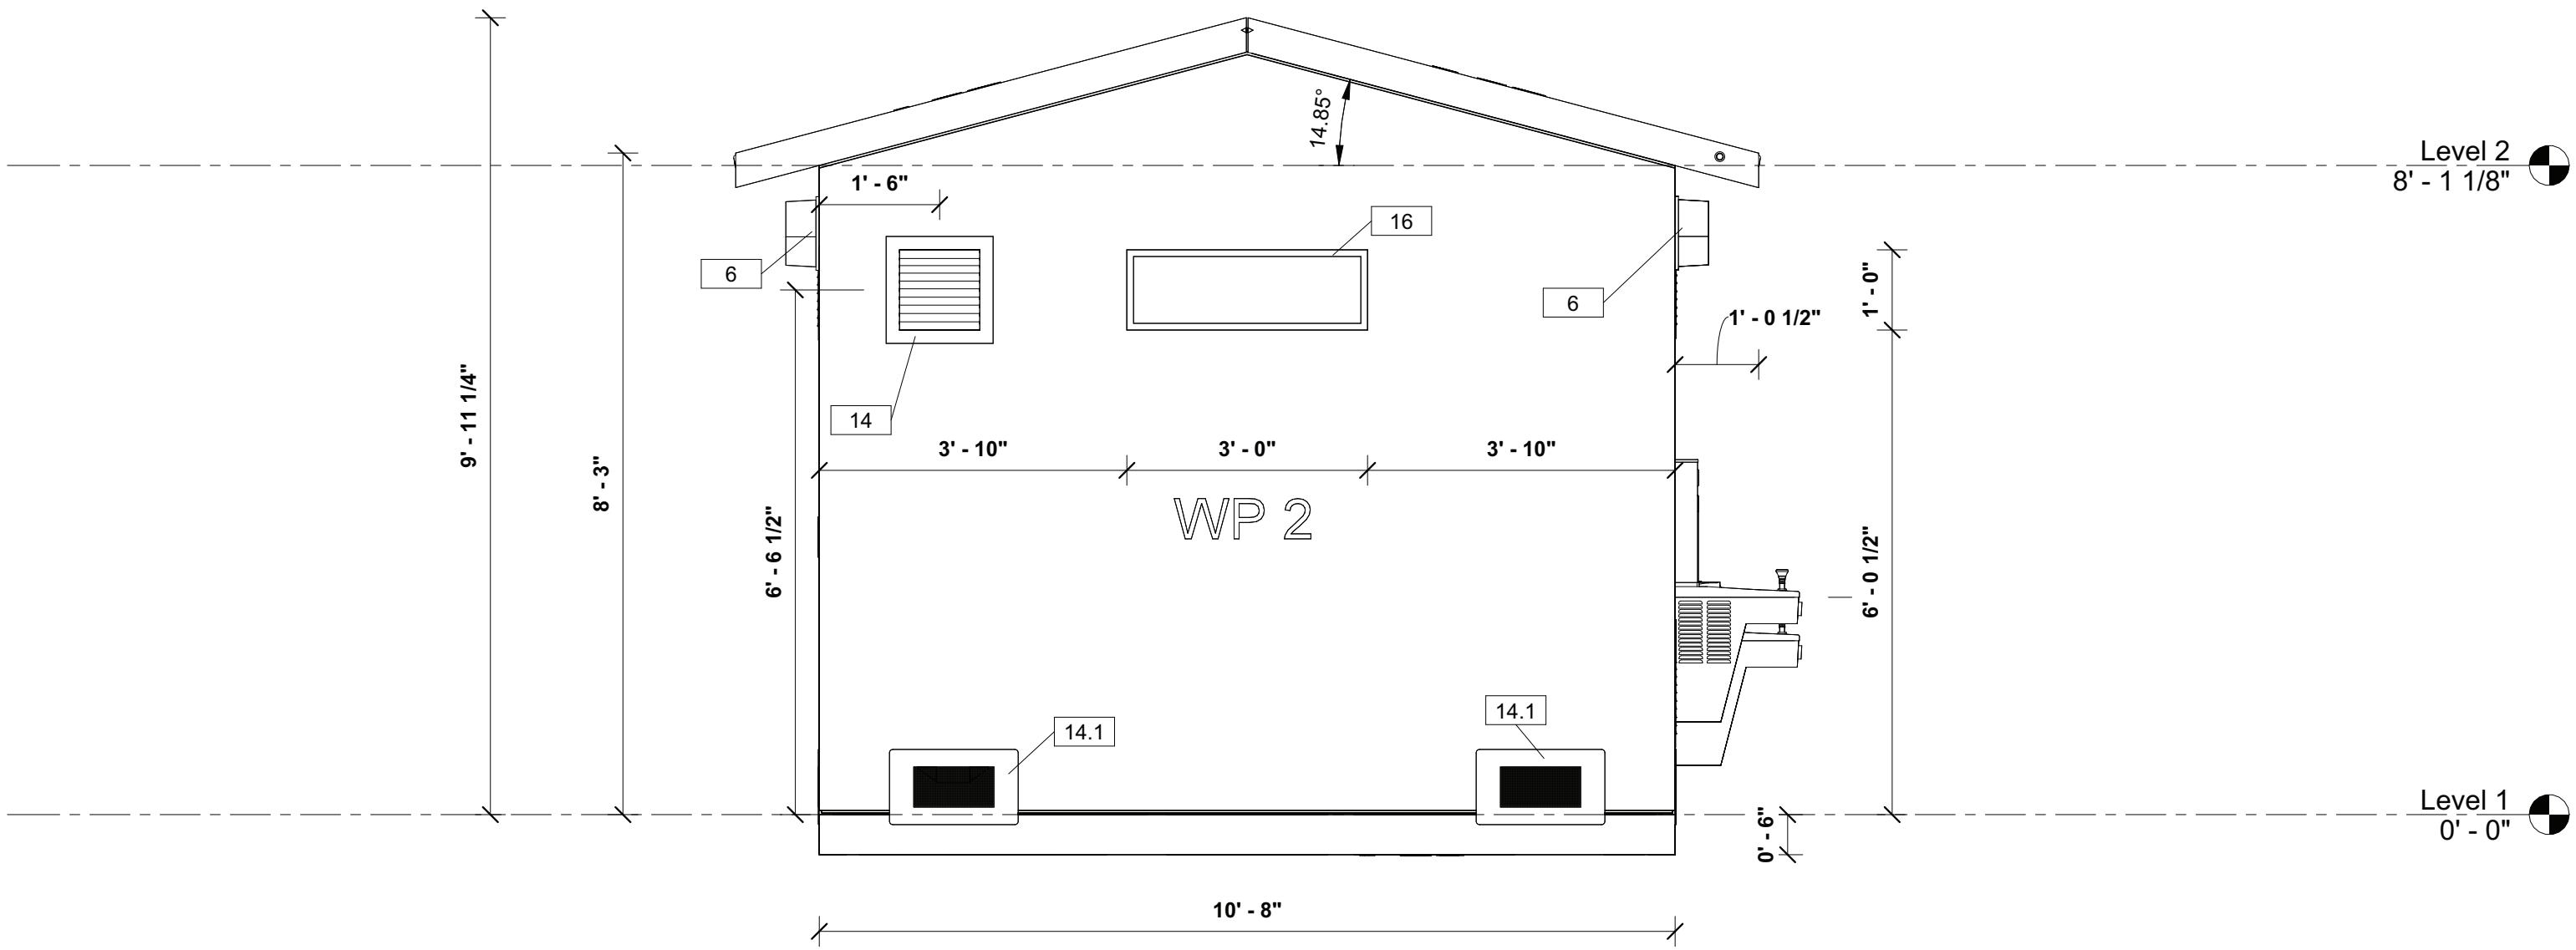 14.85°
Level 2
8' - 1 1/8"
1' - 6"
16
6
6
1' - 0"
1' - 0 1/2"
9' - 11 1/4"
8' - 3"
14
3' - 10"
3' - 0"
3' - 10"
WP 2
6' - 6 1/2"
6' - 0 1/2"
14.1
14.1
Level 1
0' - 0"
0' - 6"
10' - 8"